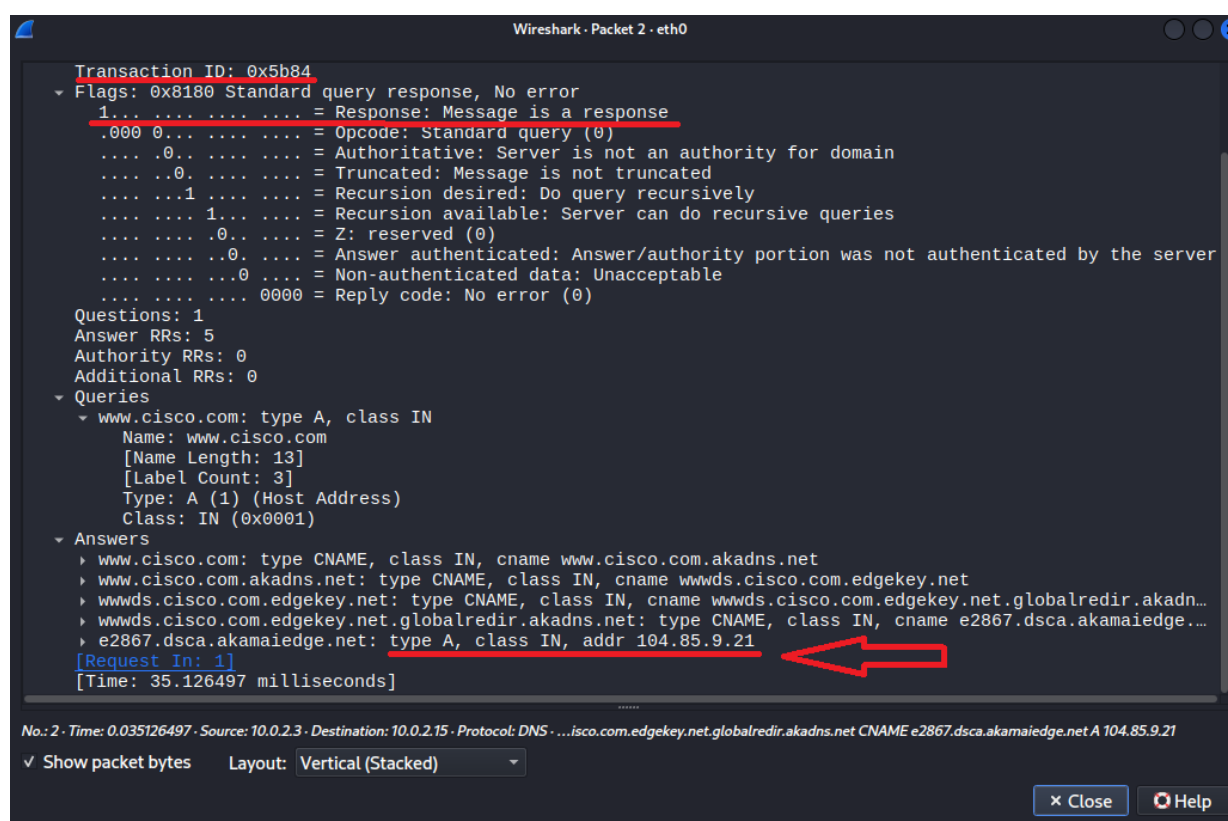 Wireshark · Packet 2 · eth0
Transaction ID: 0x5b84
Flags: 0x8180 Standard query response, No error
1... .... .... .... = Response: Message is a response
.000 0... .... .... = Opcode: Standard query (0)
.... .0.. .... .... = Authoritative: Server is not an authority for domain
.... ..0. .... .... = Truncated: Message is not truncated
.... ...1 .... .... = Recursion desired: Do query recursively
.... .... 1... .... = Recursion available: Server can do recursive queries
.... .... .0.. .... = Z: reserved (0)
.... .... ..0. .... = Answer authenticated: Answer/authority portion was not authenticated by the server
.... .... ...0 .... = Non-authenticated data: Unacceptable
.... .... .... 0000 = Reply code: No error (0)
Questions: 1
Answer RRs: 5
Authority RRs: 0
Additional RRs: 0
Queries
www.cisco.com: type A, class IN
Name: www.cisco.com
[Name Length: 13]
[Label Count: 3]
Type: A (1) (Host Address)
Class: IN (0x0001)
Answers
www.cisco.com: type CNAME, class IN, cname www.cisco.com.akadns.net
www.cisco.com.akadns.net: type CNAME, class IN, cname wwwds.cisco.com.edgekey.net
wwwds.cisco.com.edgekey.net: type CNAME, class IN, cname wwwds.cisco.com.edgekey.net.globalredir.akadn…
wwwds.cisco.com.edgekey.net.globalredir.akadns.net: type CNAME, class IN, cname e2867.dsca.akamaiedge.…
e2867.dsca.akamaiedge.net: type A, class IN, addr 104.85.9.21
[Request In: 1]
[Time: 35.126497 milliseconds]
No.: 2 · Time: 0.035126497 · Source: 10.0.2.3 · Destination: 10.0.2.15 · Protocol: DNS · …isco.com.edgekey.net.globalredir.akadns.net CNAME e2867.dsca.akamaiedge.net A 104.85.9.21
Show packet bytes Layout: Vertical (Stacked)
Close Help